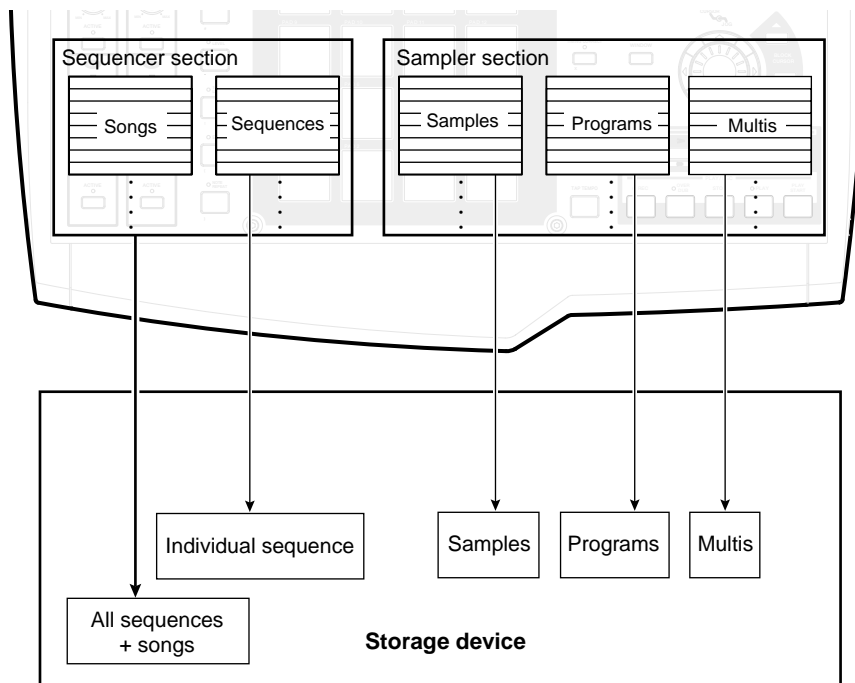 Sequencer section
Sampler section
Songs
Sequences
Samples
Programs
Multis
Individual sequence
Samples
Programs
Multis
All sequences
+ songs
Storage device